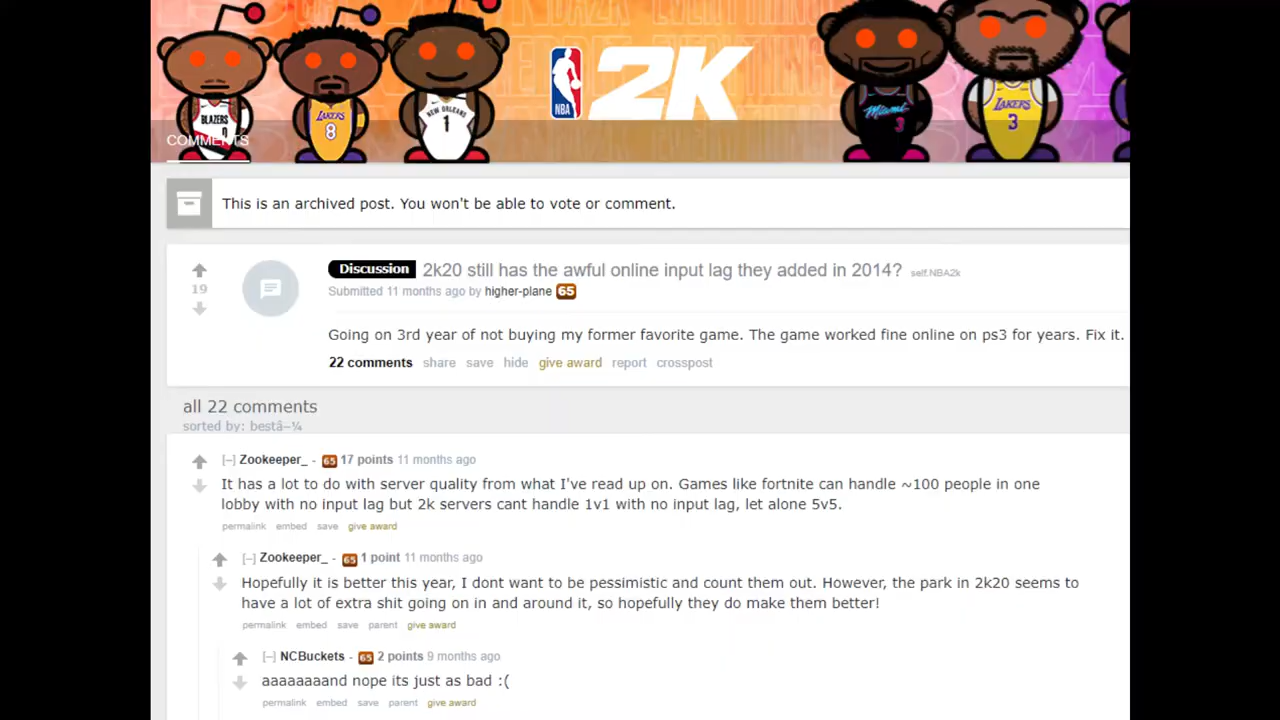 BLAZERS
LAKERS
8
NEW ORLEANS
1
NBA
2K
Miami
3
LAKERS
3
COMMENTS
This is an archived post. You won't be able to vote or comment.
19
Discussion 2k20 still has the awful online input lag they added in 2014? self.NBA2k
Submitted 11 months ago by higher-plane 65
Going on 3rd year of not buying my former favorite game. The game worked fine online on ps3 for years. Fix it.
22 comments share save hide give award report crosspost
all 22 comments
sorted by: bestâ–¼
[–] Zookeeper_ - 65 17 points 11 months ago
It has a lot to do with server quality from what I've read up on. Games like fortnite can handle ~100 people in one
lobby with no input lag but 2k servers cant handle 1v1 with no input lag, let alone 5v5.
permalink embed save give award
[–] Zookeeper_ - 65 1 point 11 months ago
Hopefully it is better this year, I dont want to be pessimistic and count them out. However, the park in 2k20 seems to
have a lot of extra shit going on in and around it, so hopefully they do make them better!
permalink embed save parent give award
[–] NCBuckets - 65 2 points 9 months ago
aaaaaaaand nope its just as bad :(
permalink embed save parent give award